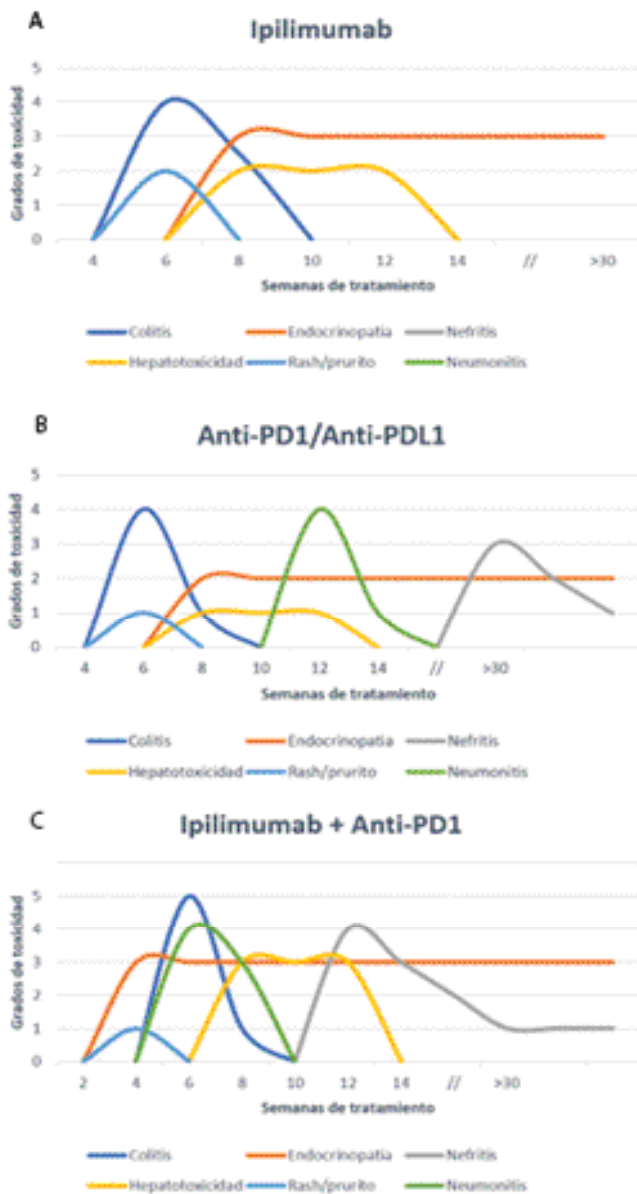 A
Ipilimumab
5
4
3
2
1
0
Grados de toxicidad
4 6 8 10 12 14 // >30
Semanas de tratamiento
Colitis Endocrinopatia Nefritis
Hepatotoxicidad Rash/prurito Neumonitis
B
Anti-PD1/Anti-PDL1
5
4
3
2
1
0
Grados de toxicidad
4 6 8 10 12 14 // >30
Semanas de tratamiento
Colitis Endocrinopatia Nefritis
Hepatotoxicidad Rash/prurito Neumonitis
C
Ipilimumab + Anti-PD1
5
4
3
2
1
0
Grados de toxicidad
2 4 6 8 10 12 14 // >30
Semanas de tratamiento
Colitis Endocrinopatia Nefritis
Hepatotoxicidad Rash/prurito Neumonitis